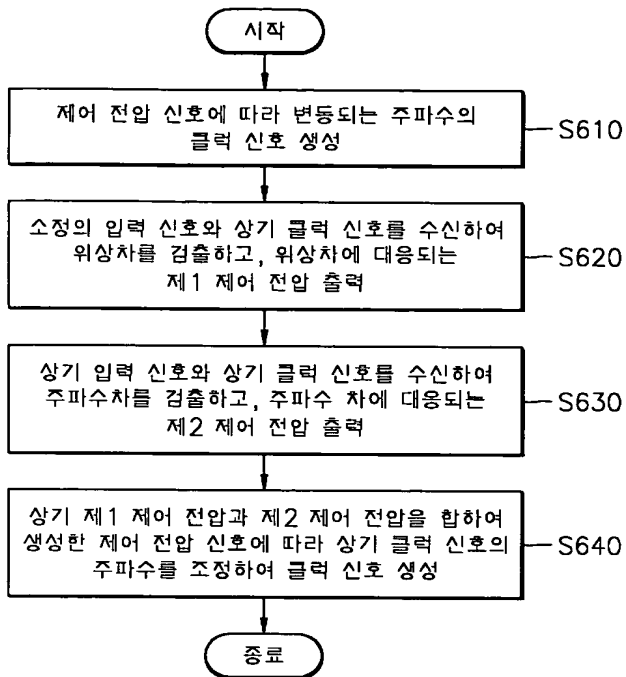 시작
제어 전압 신호에 따라 변동되는 주파수의
클럭 신호 생성
S610
소정의 입력 신호와 상기 클럭 신호를 수신하여
위상차를 검출하고, 위상차에 대응되는
제1 제어 전압 출력
S620
상기 입력 신호와 상기 클럭 신호를 수신하여
주파수차를 검출하고, 주파수 차에 대응되는
제2 제어 전압 출력
S630
상기 제1 제어 전압과 제2 제어 전압을 합하여
생성한 제어 전압 신호에 따라 상기 클럭 신호의
주파수를 조정하여 클럭 신호 생성
S640
종료